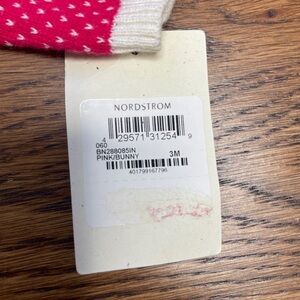 NORDSTROM
4 29571 31254 9
060
BN288085IN
PINK/BUNNY 3M
401799167796